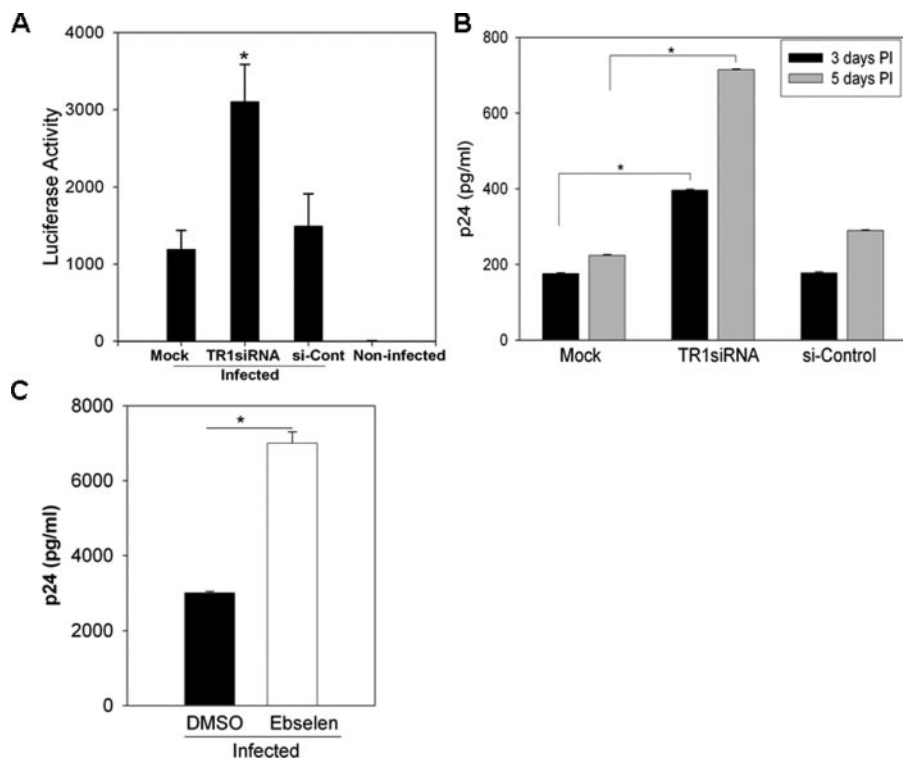 A
Luciferase Activity
4000
3000
2000
1000
0
*
Mock TR1siRNA si-Cont Non-infected
Infected
B
p24 (pg/ml)
800
600
400
200
0
*
*
3 days PI
5 days PI
Mock TR1siRNA si-Control
C
p24 (pg/ml)
8000
6000
4000
2000
0
*
DMSO Ebselen
Infected